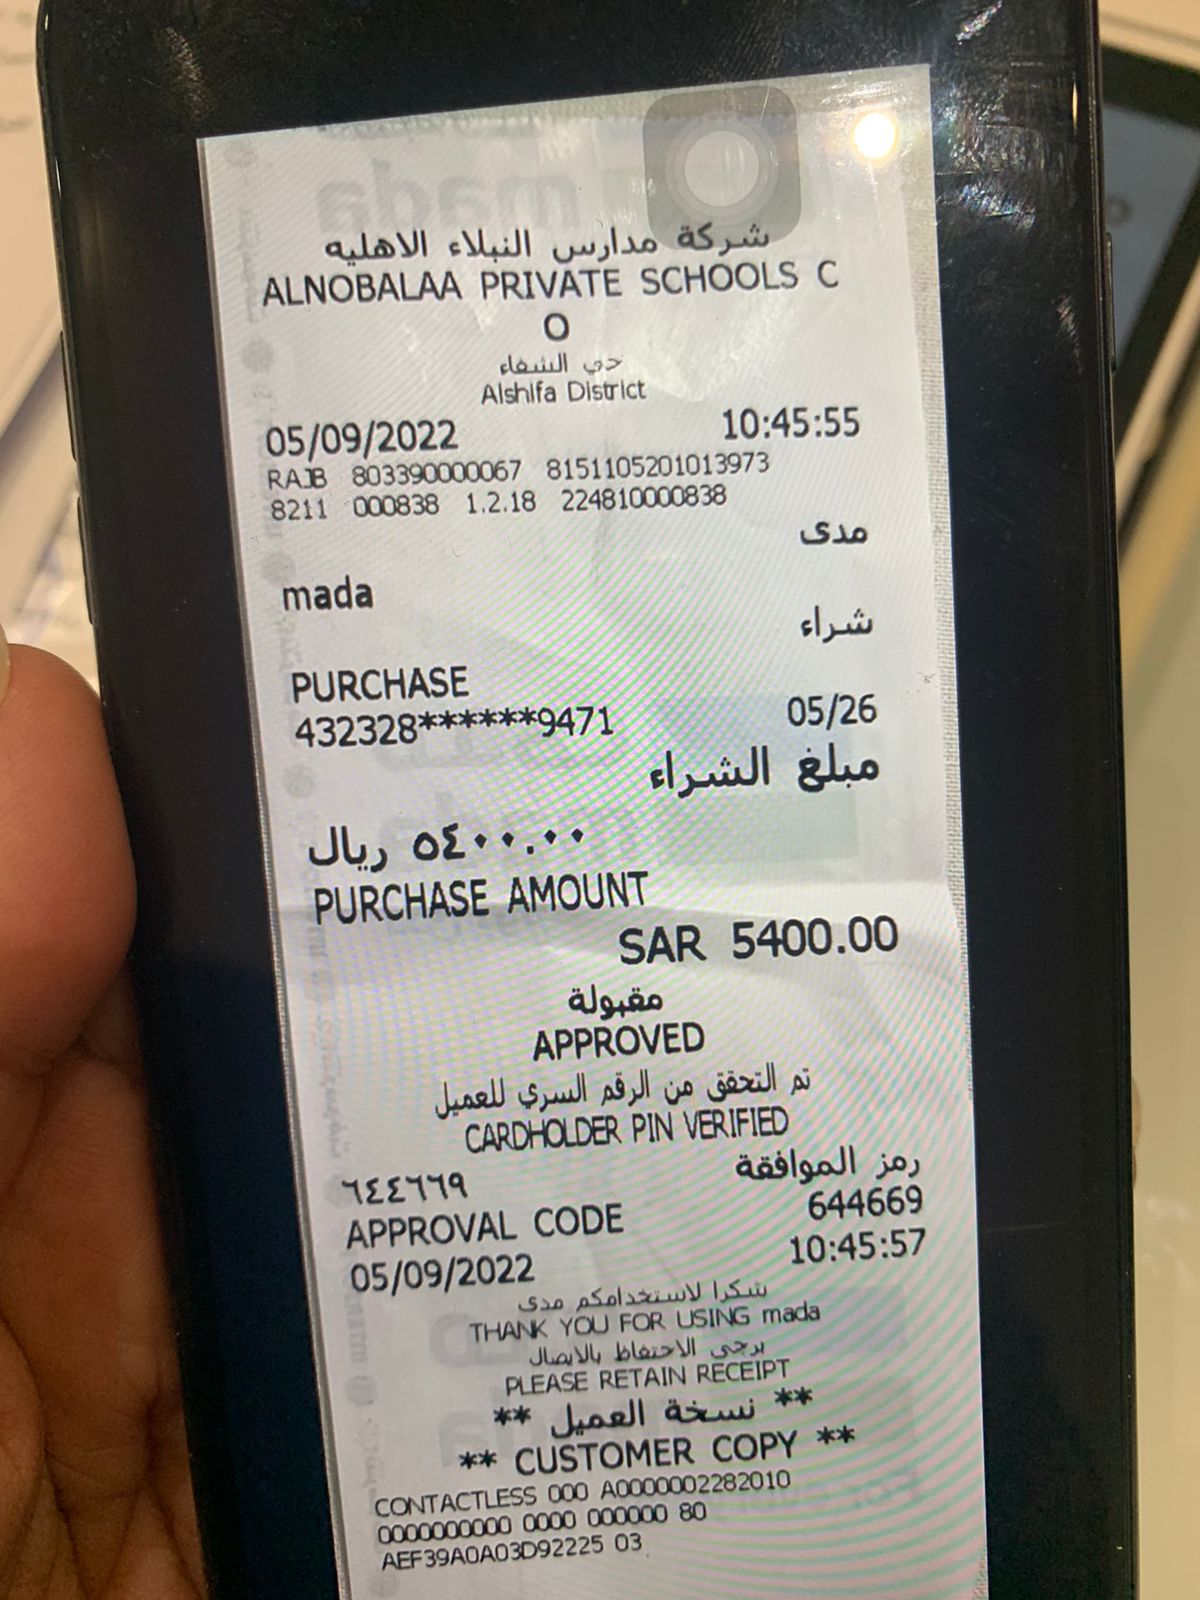 شركة مدارس النبلاء الاهليه
ALNOBALAA PRIVATE SCHOOLS C
O
حي الشفاء
Alshifa District
05/09/2022 10:45:55
RAJB 803390000067 8151105201013973
8211 000838 1.2.18 224810000838
مدى
mada
شراء
PURCHASE
432328******9471 05/26
مبلغ الشراء
٥٤٠٠.٠٠ ريال
PURCHASE AMOUNT
SAR 5400.00
مقبولة
APPROVED
تم التحقق من الرقم السري للعميل
CARDHOLDER PIN VERIFIED
رمز الموافقة ٦٤٤٦٦٩
APPROVAL CODE 644669
05/09/2022 10:45:57
شكرا لاستخدامكم مدى
THANK YOU FOR USING mada
يرجى الاحتفاظ بالايصال
PLEASE RETAIN RECEIPT
** نسخة العميل **
** CUSTOMER COPY **
CONTACTLESS 000 A0000002282010
0000000000 0000 000000 80
AEF39A0A03D92225 03